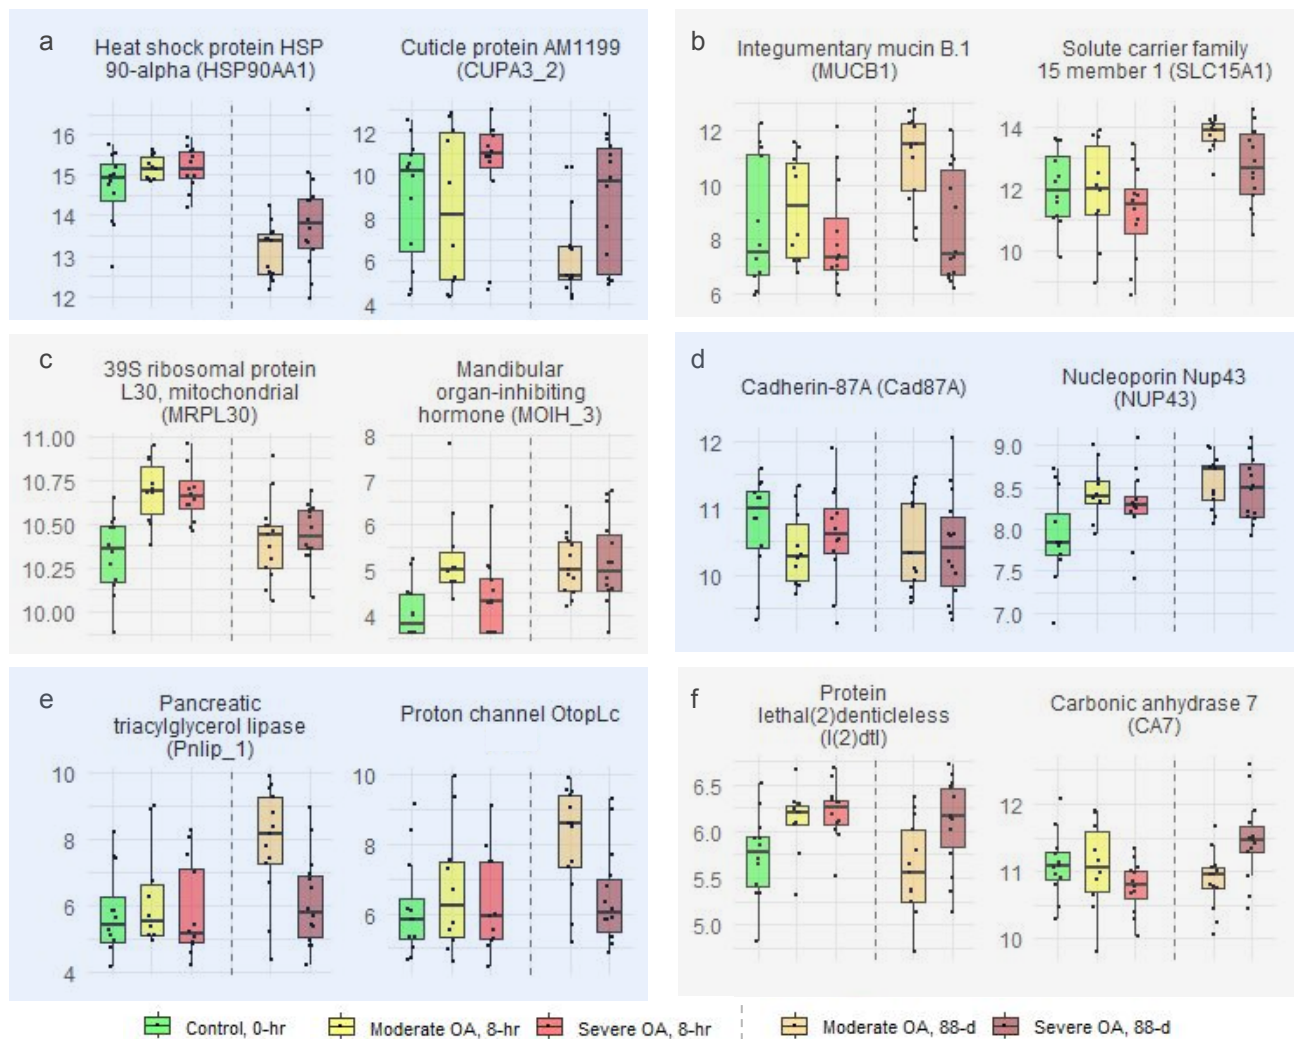 a
Heat shock protein HSP
90-alpha (HSP90AA1)
16
15
14
13
12
Cuticle protein AM1199
(CUPA3_2)
12
10
8
6
4
b
Integumentary mucin B.1
(MUCB1)
12
10
8
6
Solute carrier family
15 member 1 (SLC15A1)
14
12
10
c
39S ribosomal protein
L30, mitochondrial
(MRPL30)
11.00
10.75
10.50
10.25
10.00
Mandibular
organ-inhibiting
hormone (MOIH_3)
8
7
6
5
4
d
Cadherin-87A (Cad87A)
12
11
10
Nucleoporin Nup43
(NUP43)
9.0
8.5
8.0
7.5
7.0
e
Pancreatic
triacylglycerol lipase
(Pnlip_1)
10
8
6
4
Proton channel OtopLc
10
8
6
f
Protein
lethal(2)denticleless
(l(2)dtl)
6.5
6.0
5.5
5.0
Carbonic anhydrase 7
(CA7)
12
11
10
Control, 0-hr
Moderate OA, 8-hr
Severe OA, 8-hr
Moderate OA, 88-d
Severe OA, 88-d